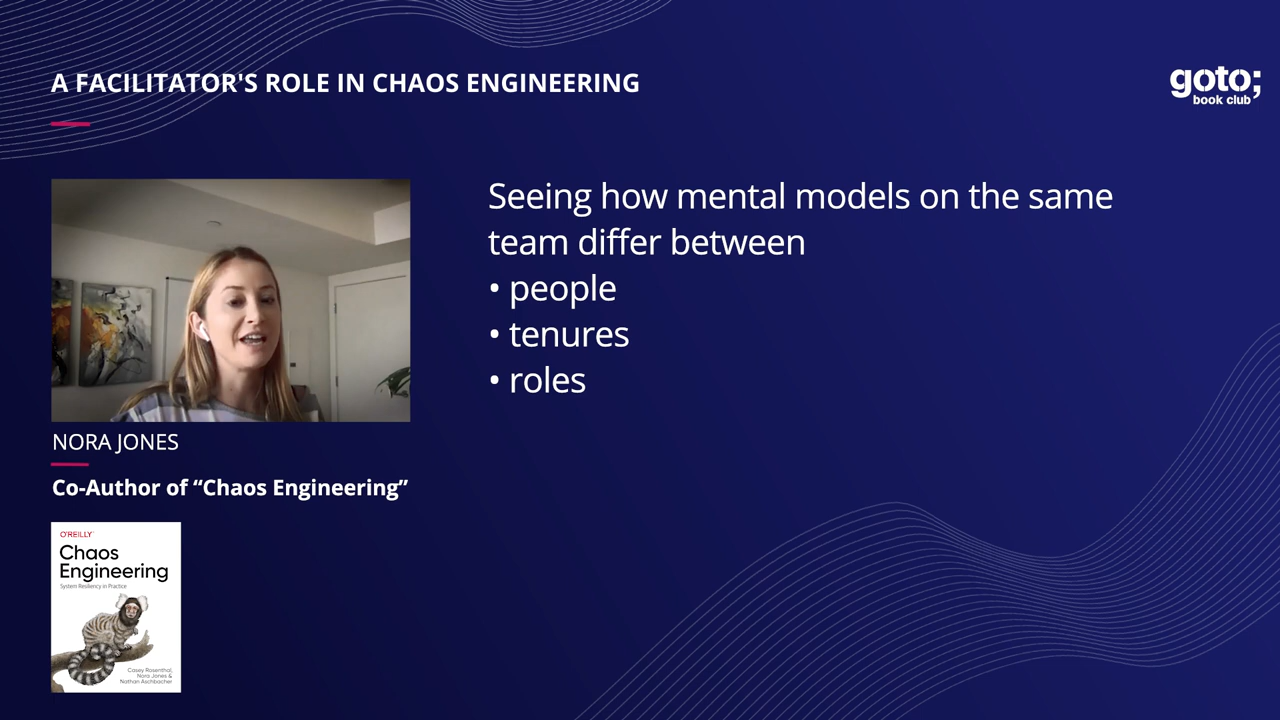 A FACILITATOR'S ROLE IN CHAOS ENGINEERING
goto;
book club
Seeing how mental models on the same
team differ between
• people
• tenures
• roles
NORA JONES
Co-Author of “Chaos Engineering”
O'REILLY
Chaos
Engineering
System Resiliency in Practice
Casey Rosenthal,
Nora Jones &
Nathan Aschbacher